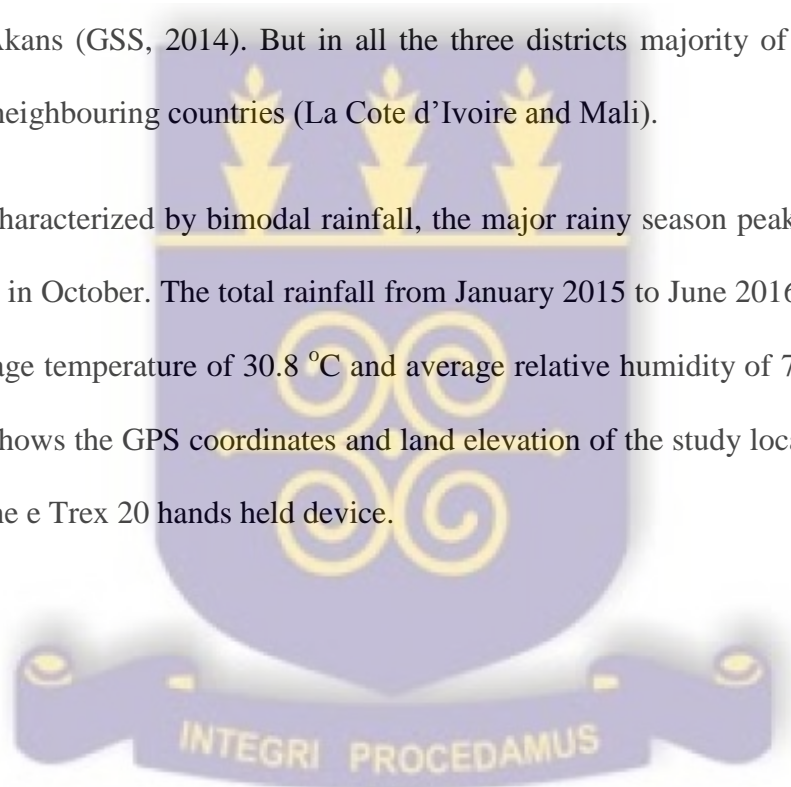 Akans (GSS, 2014). But in all the three districts majority of
neighbouring countries (La Cote d’Ivoire and Mali).
characterized by bimodal rainfall, the major rainy season peak
in October. The total rainfall from January 2015 to June 2016
age temperature of 30.8 °C and average relative humidity of 7
hows the GPS coordinates and land elevation of the study loca
e Trex 20 hands held device.
INTEGRI PROCEDAMUS